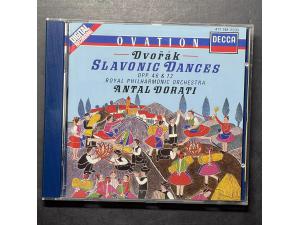 DIGITAL
DECCA
OVATION
Dvořák
SLAVONIC DANCES
OPP. 46 & 72
ROYAL PHILHARMONIC ORCHESTRA
ANTAL DORATI